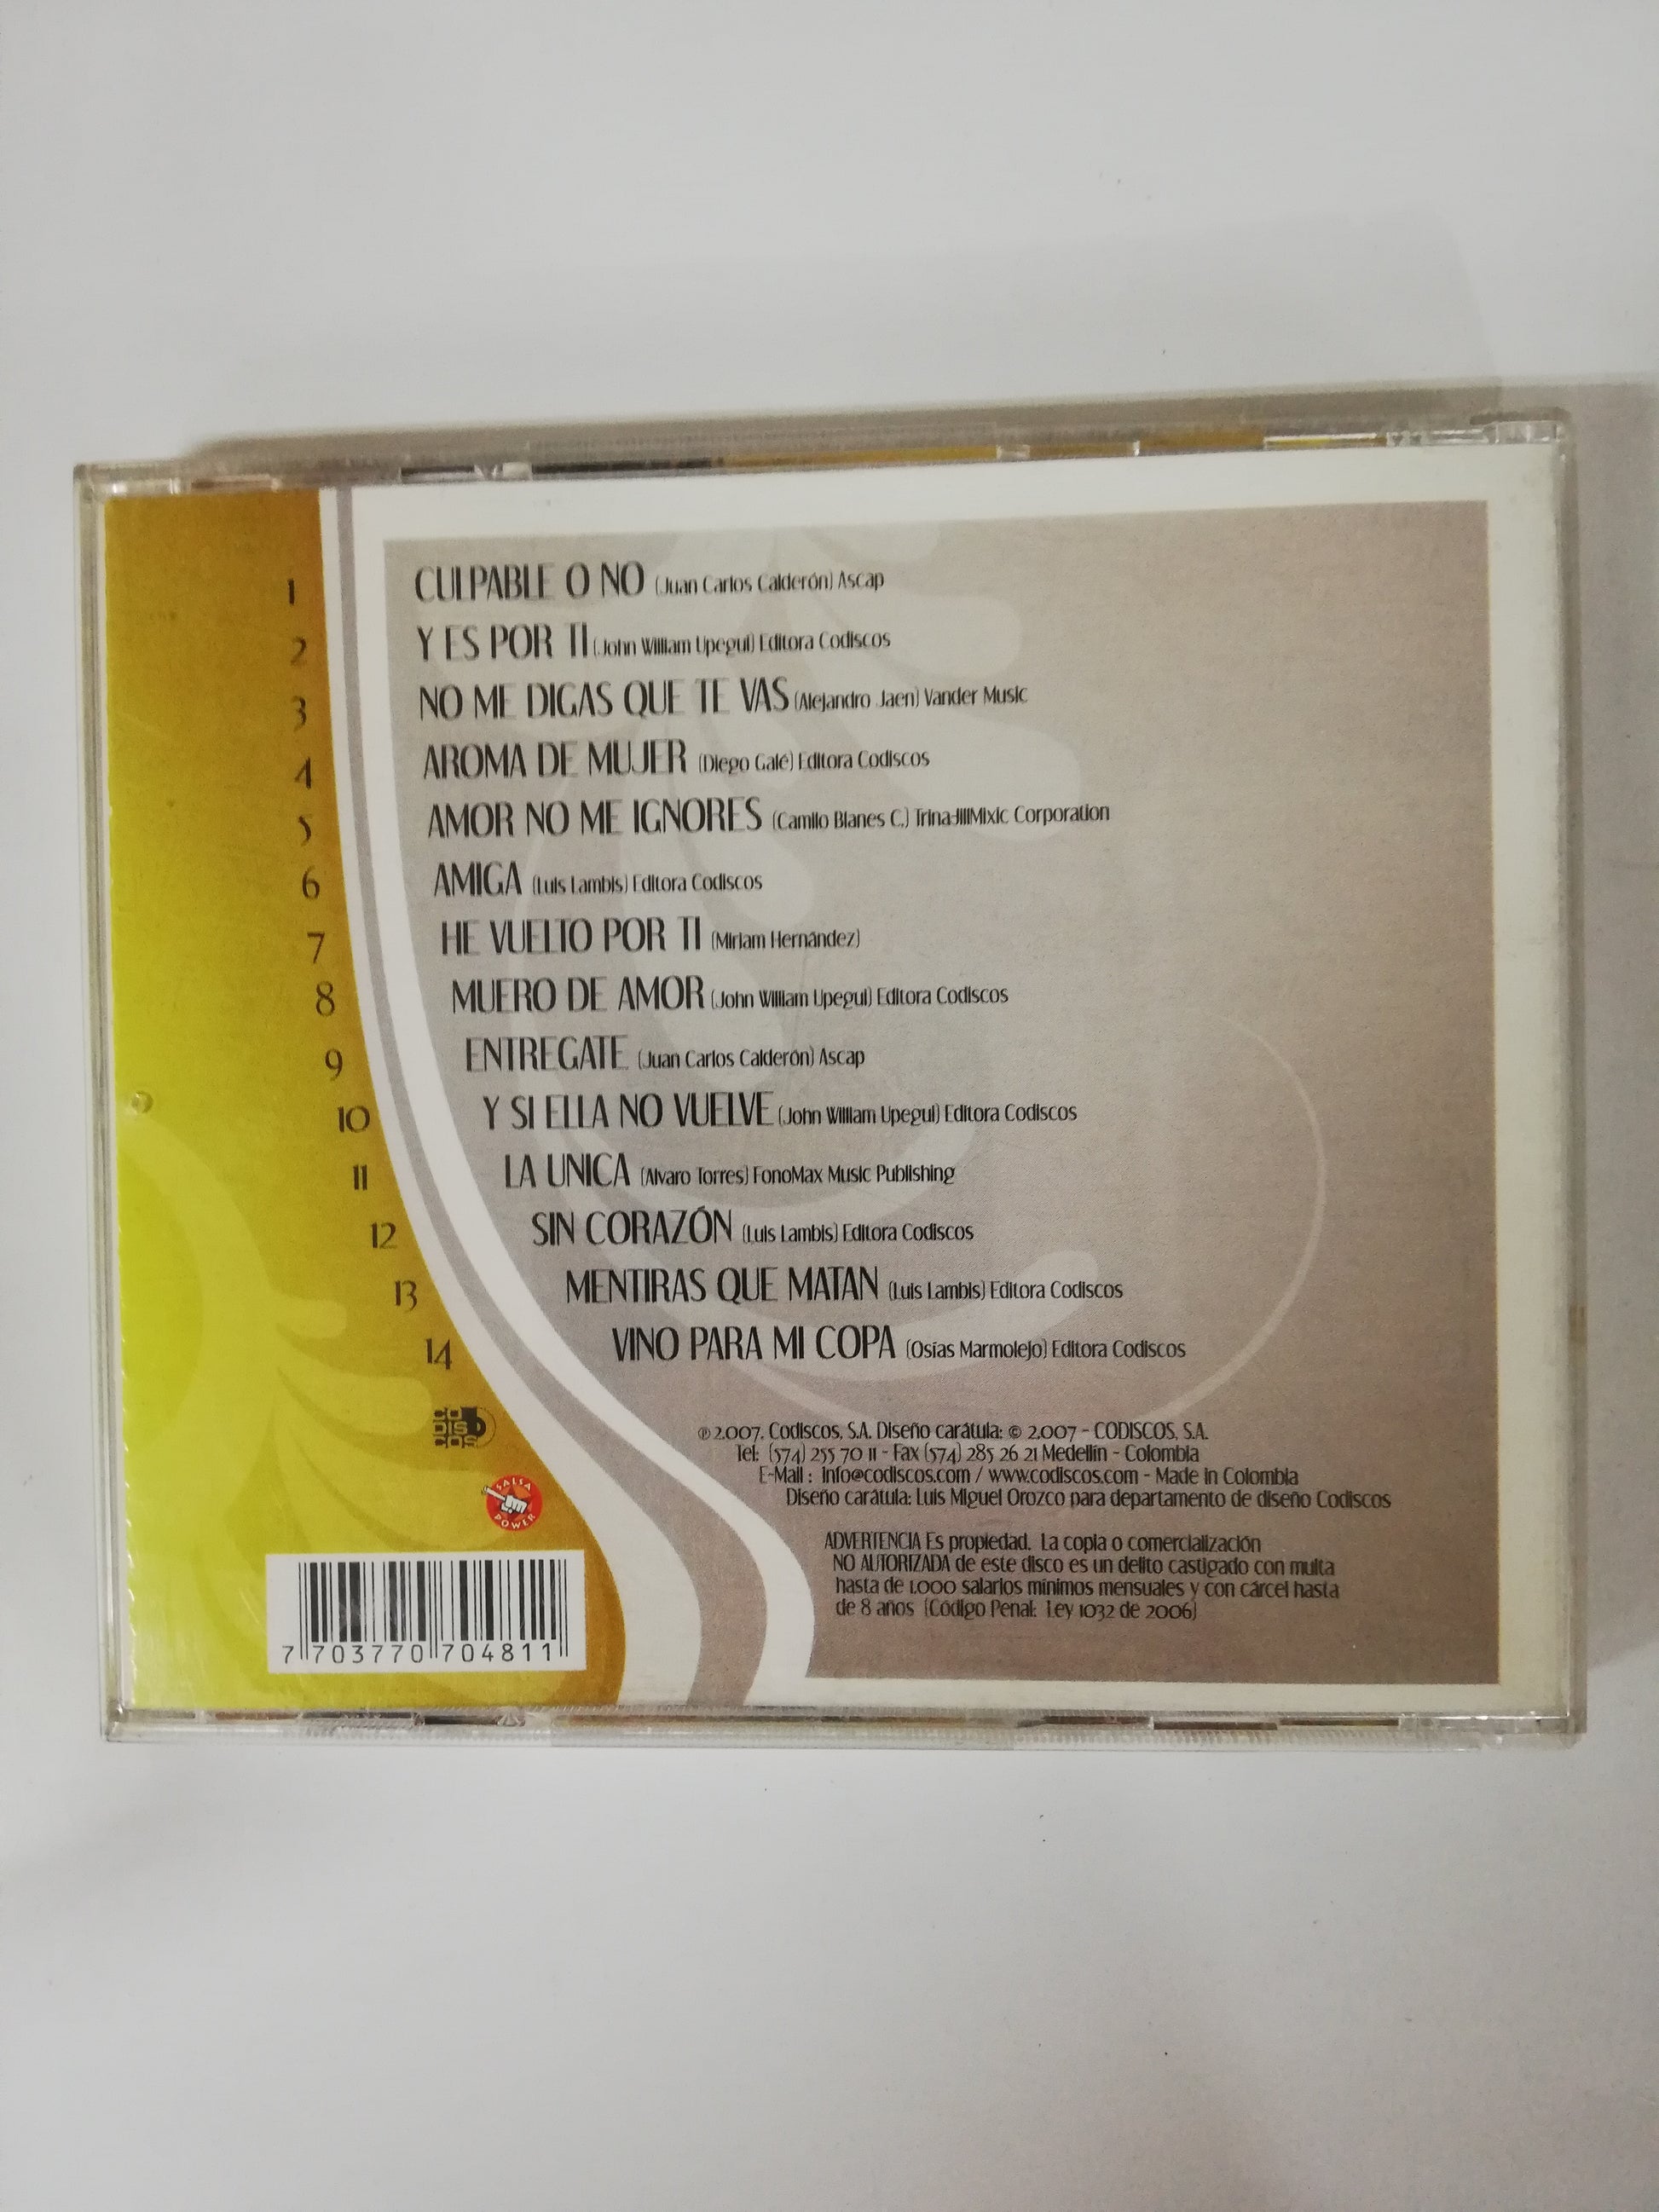 1 CULPABLE O NO (Juan Carlos Calderón) Ascap
2 Y ES POR TI (John William Upegui) Editora Codiscos
3 NO ME DIGAS QUE TE VAS (Alejandro Jaen) Vander Music
4 AROMA DE MUJER (Diego Galé) Editora Codiscos
5 AMOR NO ME IGNORES (Camilo Blanes C.) Trina-JillMixic Corporation
6 AMIGA (Luis Lambis) Editora Codiscos
7 HE VUELTO POR TI (Miriam Hernández)
8 MUERO DE AMOR (John William Upegui) Editora Codiscos
9 ENTREGATE (Juan Carlos Calderón) Ascap
10 Y SI ELLA NO VUELVE (John William Upegui) Editora Codiscos
11 LA UNICA (Alvaro Torres) FonoMax Music Publishing
12 SIN CORAZÓN (Luis Lambis) Editora Codiscos
13 MENTIRAS QUE MATAN (Luis Lambis) Editora Codiscos
14 VINO PARA MI COPA (Osías Marmolejo) Editora Codiscos
CO
DIS
COS
SALSA
POWER
℗ 2.007. Codiscos, S.A. Diseño carátula: © 2.007 - CODISCOS, S.A.
Tel: (574) 255 70 11 - Fax (574) 285 26 21 Medellín - Colombia
E-Mail : info@codiscos.com / www.codiscos.com - Made in Colombia
Diseño carátula: Luis Miguel Orozco para departamento de diseño Codiscos
ADVERTENCIA Es propiedad. La copia o comercialización
NO AUTORIZADA de este disco es un delito castigado con multa
hasta de 1.000 salarios mínimos mensuales y con cárcel hasta
de 8 años (Código Penal: Ley 1032 de 2006)
7 703770 704811